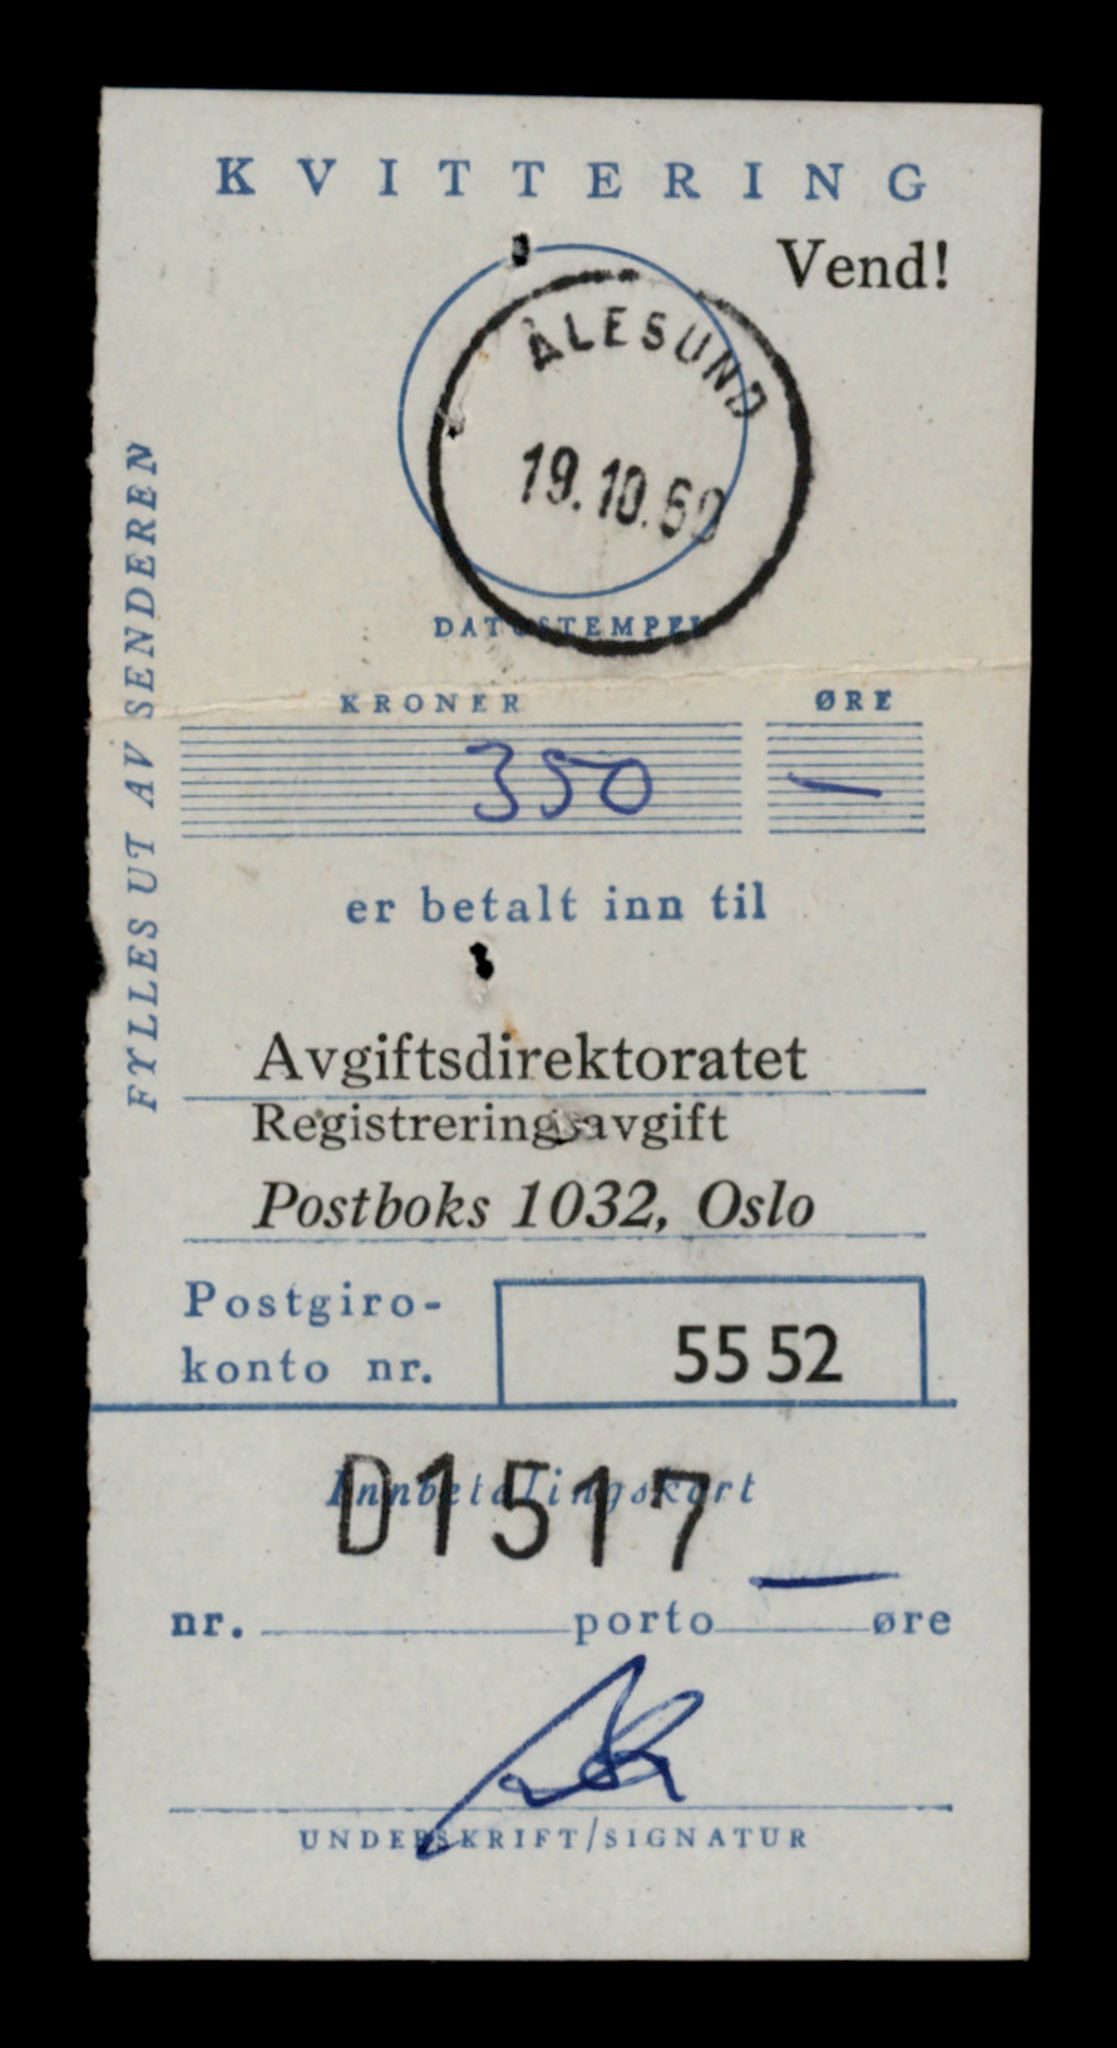 KVITTERING
Vend!
ÅLESUND
19.10.69
DATOSTEMPEL
FYLLES UT AV SENDEREN
KRONER ØRE
350 —
er betalt inn til
Avgiftsdirektoratet
Registreringsavgift
Postboks 1032, Oslo
Postgiro-
konto nr. 55 52
Innbetalingskort
D1517 —
nr. porto øre
UNDERSKRIFT/SIGNATUR